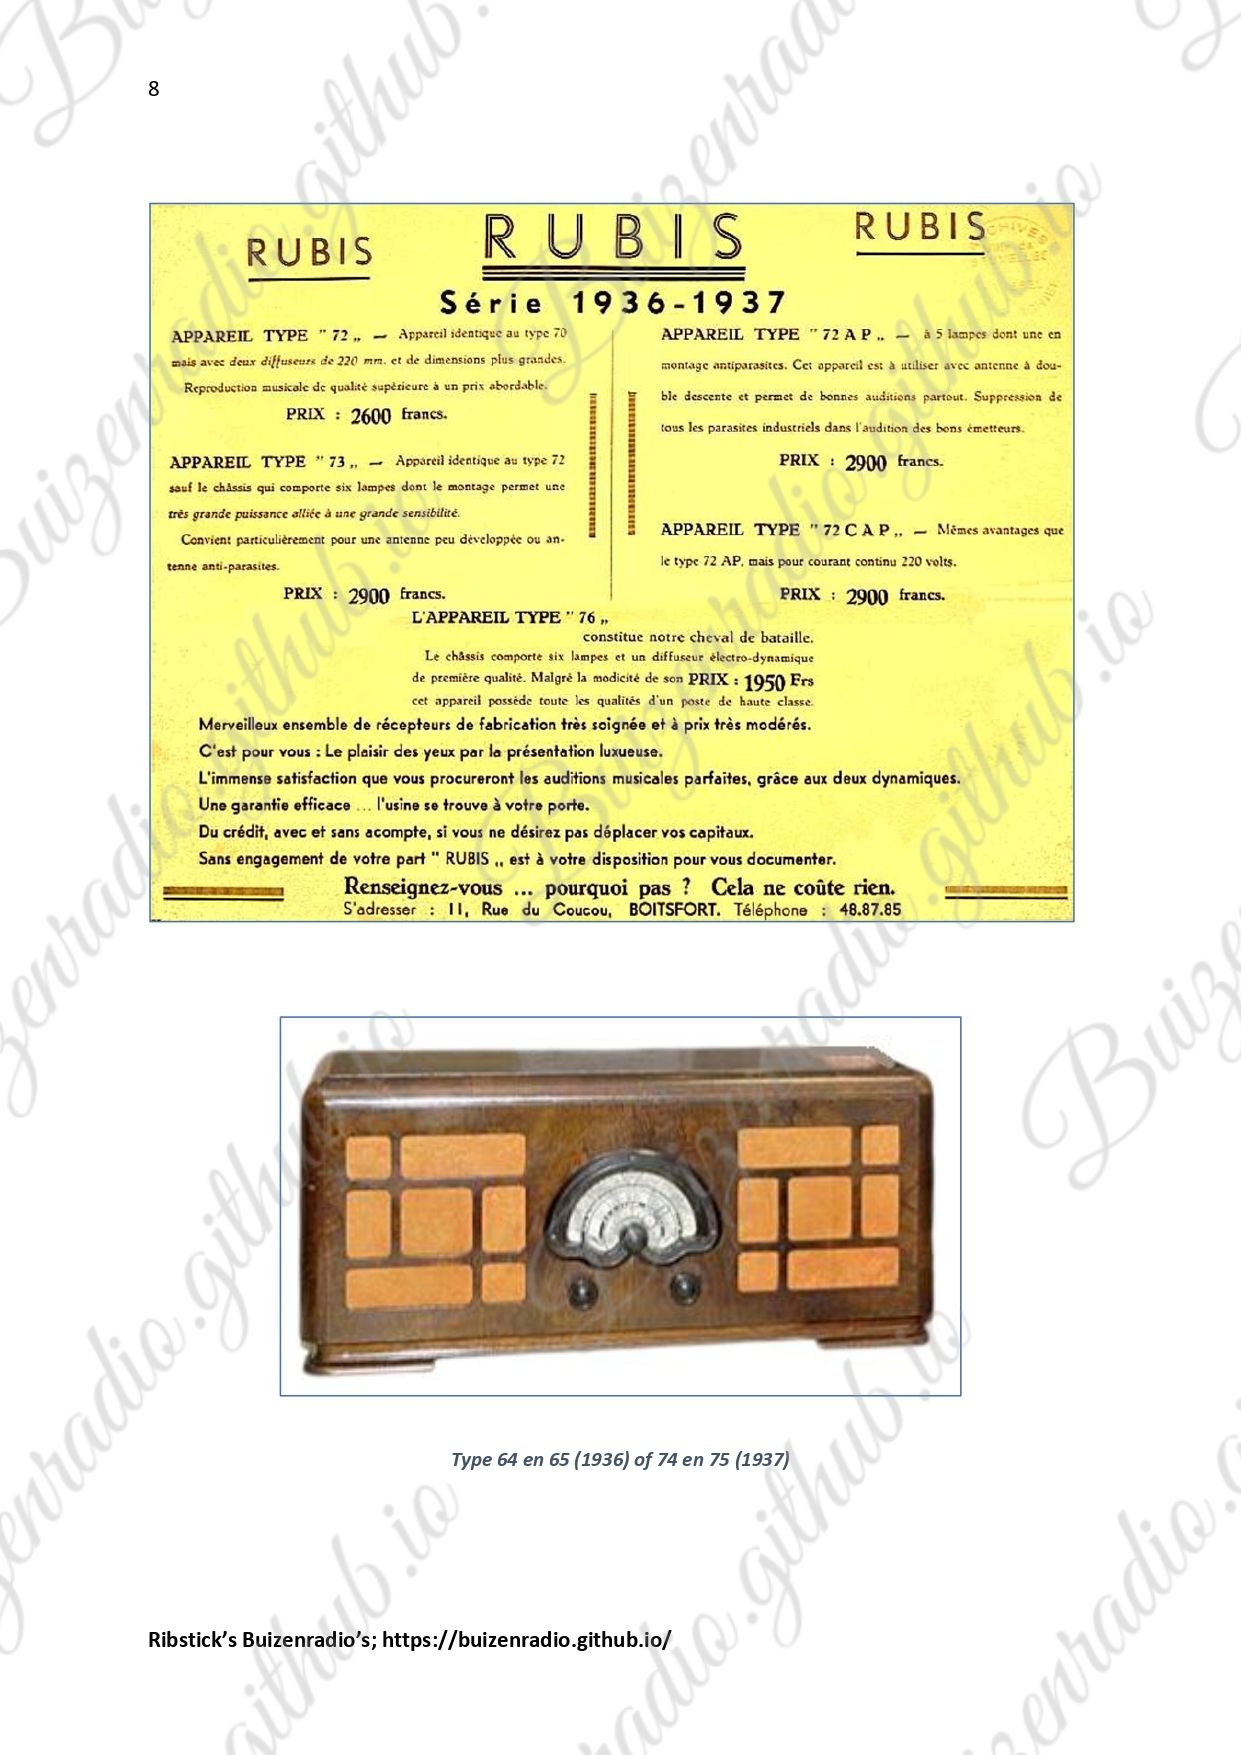 8
RUBIS
RUBIS
RUBIS
Série 1936-1937
APPAREIL TYPE " 72 „ — Appareil identique au type 70
mais avec deux diffuseurs de 220 mm. et de dimensions plus grandes.
Reproduction musicale de qualité supérieure à un prix abordable.
PRIX : 2600 francs.
APPAREIL TYPE " 73 „ — Appareil identique au type 72
sauf le châssis qui comporte six lampes dont le montage permet une
très grande puissance alliée à une grande sensibilité.
Convient particulièrement pour une antenne peu développée ou an-
tenne anti-parasites.
PRIX : 2900 francs.
APPAREIL TYPE " 72 A P „ — à 5 lampes dont une en
montage antiparasites. Cet appareil est à utiliser avec antenne à dou-
ble descente et permet de bonnes auditions partout. Suppression de
tous les parasites industriels dans l'audition des bons émetteurs.
PRIX : 2900 francs.
APPAREIL TYPE " 72 C A P „ — Mêmes avantages que
le type 72 AP, mais pour courant continu 220 volts.
PRIX : 2900 francs.
L'APPAREIL TYPE " 76 „
constitue notre cheval de bataille.
Le châssis comporte six lampes et un diffuseur électro-dynamique
de première qualité. Malgré la modicité de son PRIX : 1950 Frs
cet appareil possède toute les qualités d'un poste de haute classe.
Merveilleux ensemble de récepteurs de fabrication très soignée et à prix très modérés.
C'est pour vous : Le plaisir des yeux par la présentation luxueuse.
L'immense satisfaction que vous procureront les auditions musicales parfaites, grâce aux deux dynamiques.
Une garantie efficace ... l'usine se trouve à votre porte.
Du crédit, avec et sans acompte, si vous ne désirez pas déplacer vos capitaux.
Sans engagement de votre part " RUBIS „ est à votre disposition pour vous documenter.
Renseignez-vous ... pourquoi pas ? Cela ne coûte rien.
S'adresser : 11, Rue du Coucou, BOITSFORT. Téléphone : 48.87.85
Type 64 en 65 (1936) of 74 en 75 (1937)
Ribstick’s Buizenradio’s; https://buizenradio.github.io/
Buizenradio.github.io